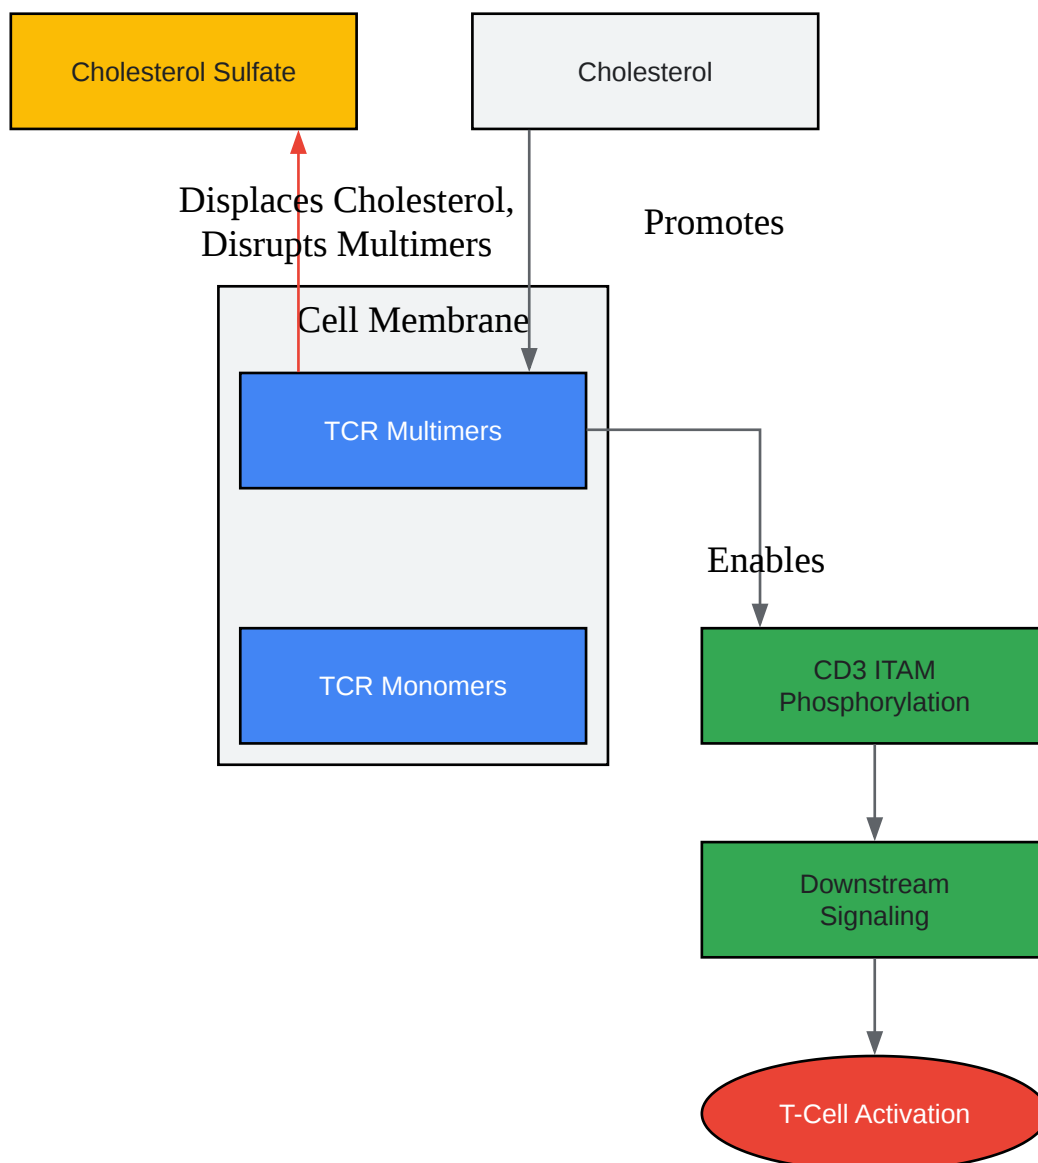 Cholesterol Sulfate
Cholesterol
Displaces Cholesterol,
Disrupts Multimers
Promotes
Cell Membrane
TCR Multimers
Enables
TCR Monomers
CD3 ITAM
Phosphorylation
Downstream
Signaling
T-Cell Activation